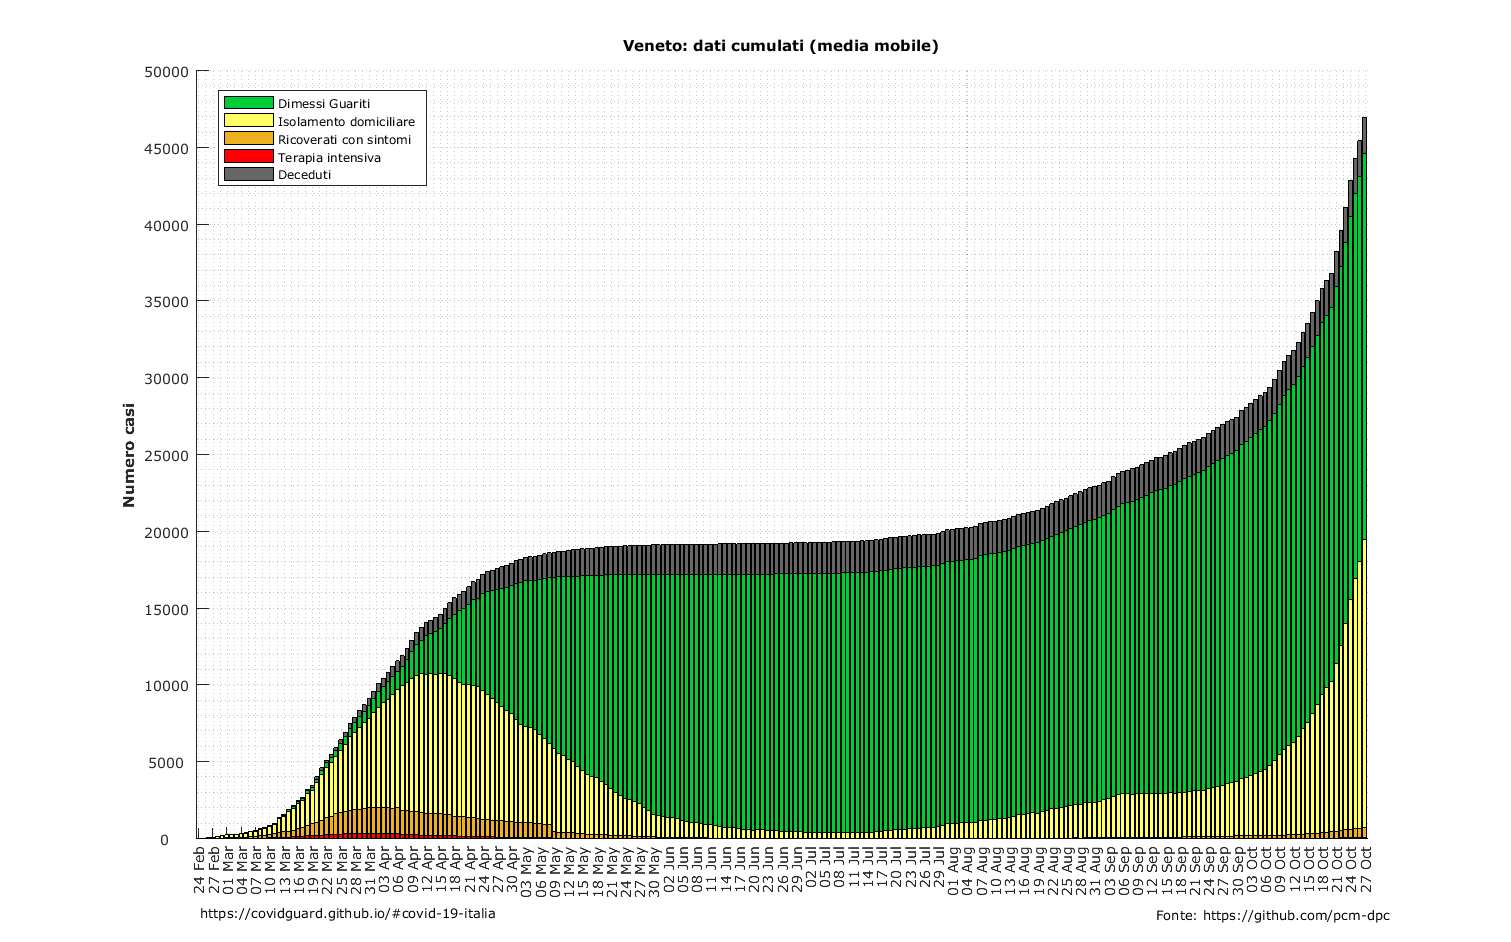 Veneto: dati cumulati (media mobile)
Numero casi
50000
45000
40000
35000
30000
25000
20000
15000
10000
5000
0
Dimessi Guariti
Isolamento domiciliare
Ricoverati con sintomi
Terapia intensiva
Deceduti
24 Feb
27 Feb
01 Mar
04 Mar
07 Mar
10 Mar
13 Mar
16 Mar
19 Mar
22 Mar
25 Mar
28 Mar
31 Mar
03 Apr
06 Apr
09 Apr
12 Apr
15 Apr
18 Apr
21 Apr
24 Apr
27 Apr
30 Apr
03 May
06 May
09 May
12 May
15 May
18 May
21 May
24 May
27 May
30 May
02 Jun
05 Jun
08 Jun
11 Jun
14 Jun
17 Jun
20 Jun
23 Jun
26 Jun
29 Jun
02 Jul
05 Jul
08 Jul
11 Jul
14 Jul
17 Jul
20 Jul
23 Jul
26 Jul
29 Jul
01 Aug
04 Aug
07 Aug
10 Aug
13 Aug
16 Aug
19 Aug
22 Aug
25 Aug
28 Aug
31 Aug
03 Sep
06 Sep
09 Sep
12 Sep
15 Sep
18 Sep
21 Sep
24 Sep
27 Sep
30 Sep
03 Oct
06 Oct
09 Oct
12 Oct
15 Oct
18 Oct
21 Oct
24 Oct
27 Oct
https://covidguard.github.io/#covid-19-italia
Fonte: https://github.com/pcm-dpc